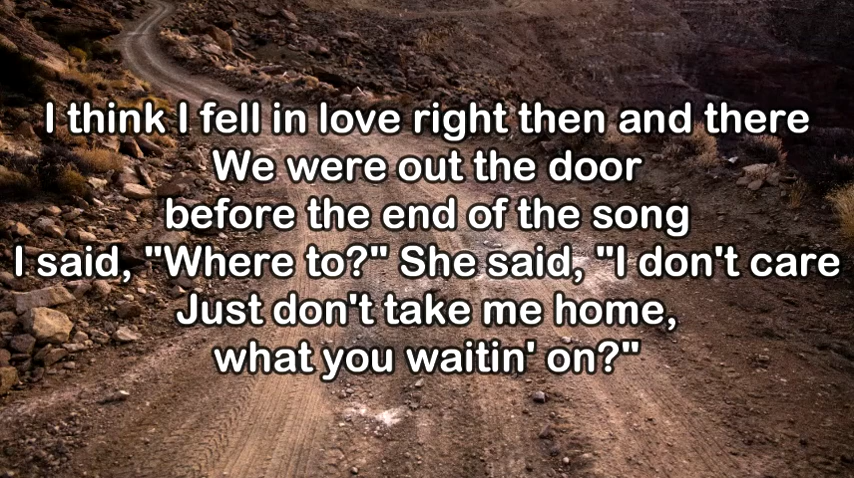 I think I fell in love right then and there
We were out the door
before the end of the song
I said, "Where to?" She said, "I don't care
Just don't take me home,
what you waitin' on?"